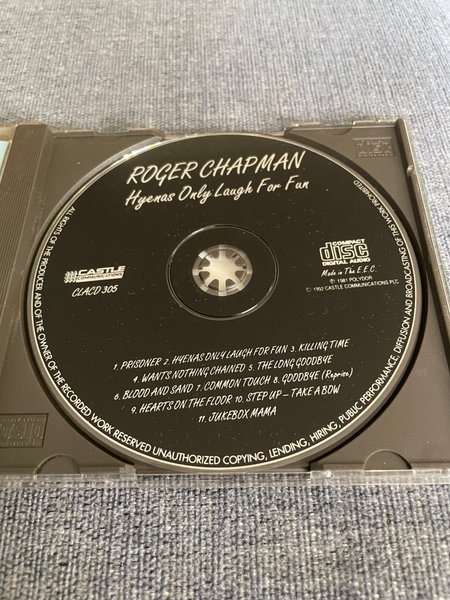 ROGER CHAPMAN
Hyenas Only Laugh For Fun
CASTLE
COMMUNICATIONS
CLACD 305
COMPACT
disc
DIGITAL AUDIO
Made in The E.E.C.
℗ 1981 POLYDOR
© 1992 CASTLE COMMUNICATIONS PLC
1. PRISONER 2. HYENAS ONLY LAUGH FOR FUN 3. KILLING TIME
4. WANTS NOTHING CHAINED 5. THE LONG GOODBYE
6. BLOOD AND SAND 7. COMMON TOUCH 8. GOODBYE (Reprise)
9. HEARTS ON THE FLOOR 10. STEP UP - TAKE A BOW
11. JUKEBOX MAMA
ALL RIGHTS OF THE PRODUCER AND OF THE OWNER OF THE RECORDED WORK RESERVED UNAUTHORIZED COPYING, LENDING, HIRING, PUBLIC PERFORMANCE, DIFFUSION AND BROADCASTING OF THIS WORK PROHIBITED